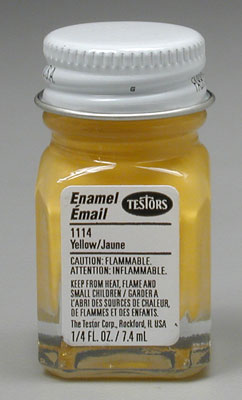 Enamel
Email
TESTORS
1114
Yellow/Jaune
CAUTION: FLAMMABLE.
ATTENTION: INFLAMMABLE.
KEEP FROM HEAT, FLAME AND
SMALL CHILDREN / GARDER A
L'ABRI DES SOURCES DE CHALEUR,
DE FLAMMES ET DES ENFANTS.
The Testor Corp., Rockford, IL USA
1/4 FL. OZ. / 7.4 mL